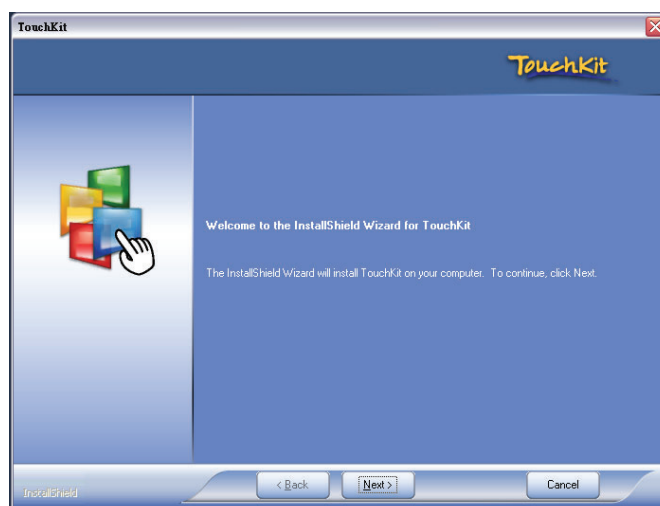 TouchKit
TouchKit
Welcome to the InstallShield Wizard for TouchKit
The InstallShield Wizard will install TouchKit on your computer. To continue, click Next.
InstallShield
< Back
Next >
Cancel